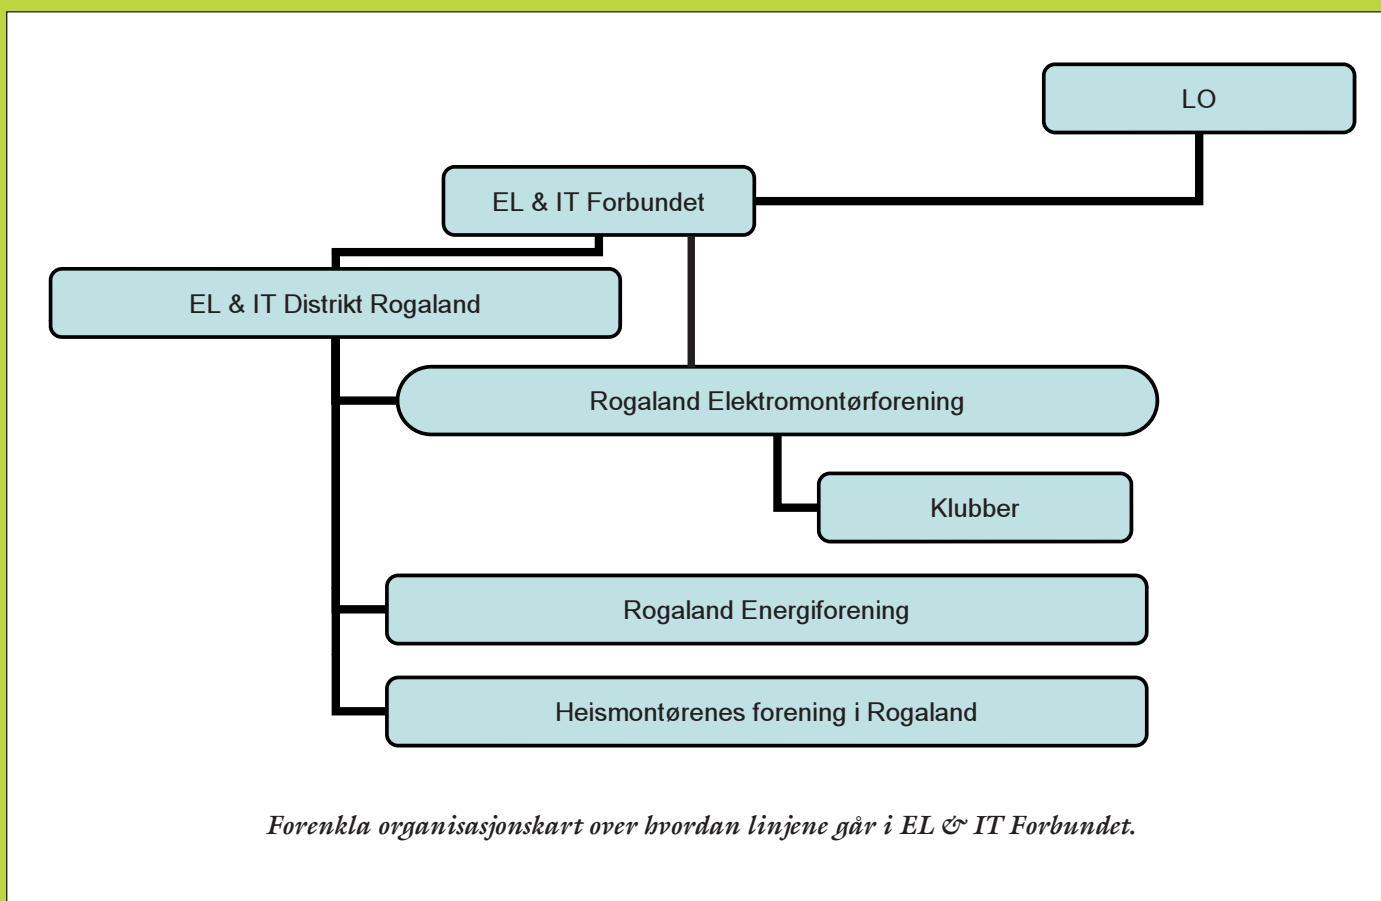 LO
EL & IT Forbundet
EL & IT Distrikt Rogaland
Rogaland Elektromontørforening
Klubber
Rogaland Energiforening
Heismontørenes forening i Rogaland
Forenkla organisasjonskart over hvordan linjene går i EL & IT Forbundet.